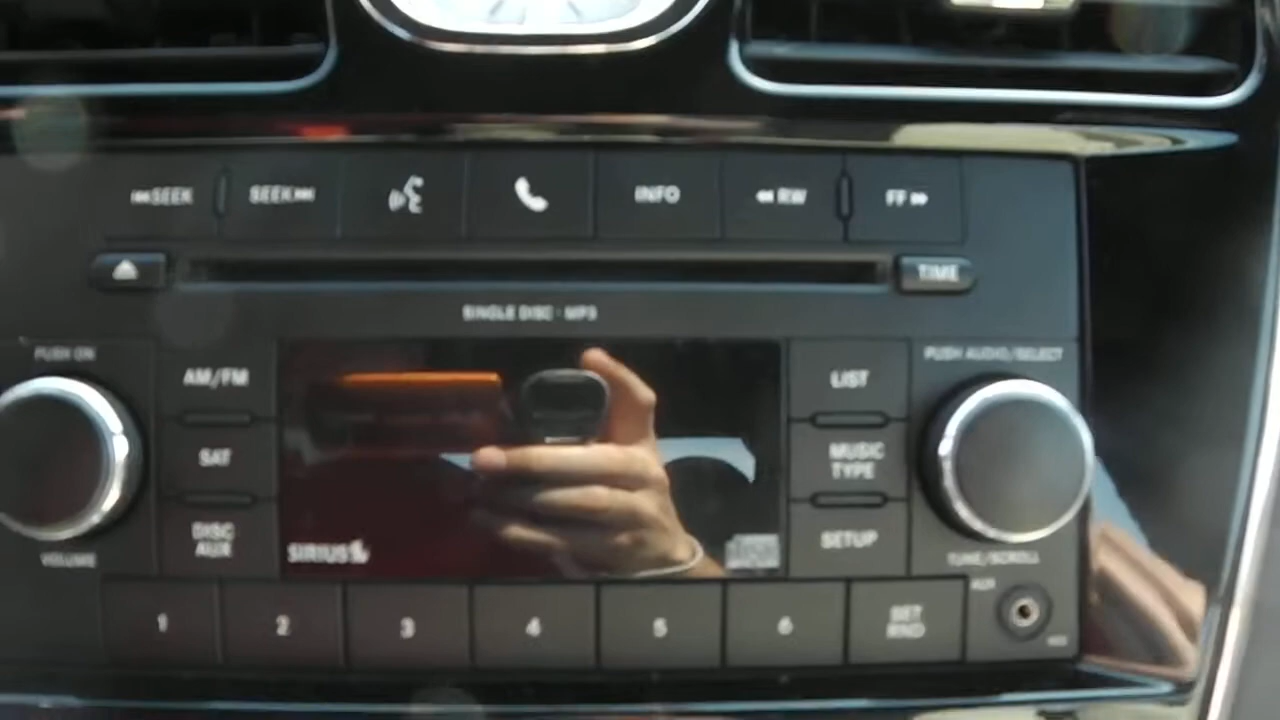 SEEK
SEEK
INFO
RW
FF
TIME
SINGLE DISC · MP3
PUSH ON
PUSH AUDIO/SELECT
AM/FM
LIST
SAT
MUSIC
TYPE
DISC
AUX
SETUP
SIRIUS
VOLUME
TUNE/SCROLL
AUX
1
2
3
4
5
6
SET
RND